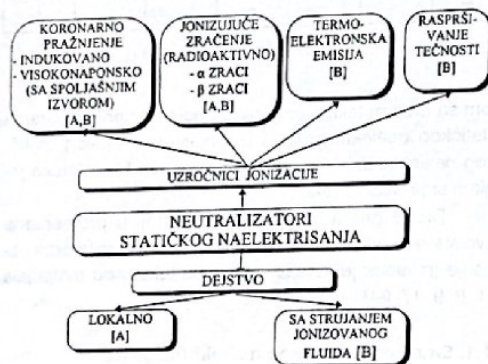 KORONARNO
PRAŽNJENJE
- INDUKOVANO
- VISOKONAPONSKO
(SA SPOLJAŠNJIM
IZVOROM)
[A,B]
JONIZUJUĆE
ZRAČENJE
(RADIOAKTIVNO)
- α ZRACI
- β ZRACI
[A,B]
TERMO-
ELEKTRONSKA
EMISIJA
[B]
RASPRŠI-
VANJE
TEČNOSTI
[B]
UZROČNICI JONIZACIJE
NEUTRALIZATORI
STATIČKOG NAELEKTRISANJA
DEJSTVO
LOKALNO
[A]
SA STRUJANJEM
JONIZOVANOG
FLUIDA [B]